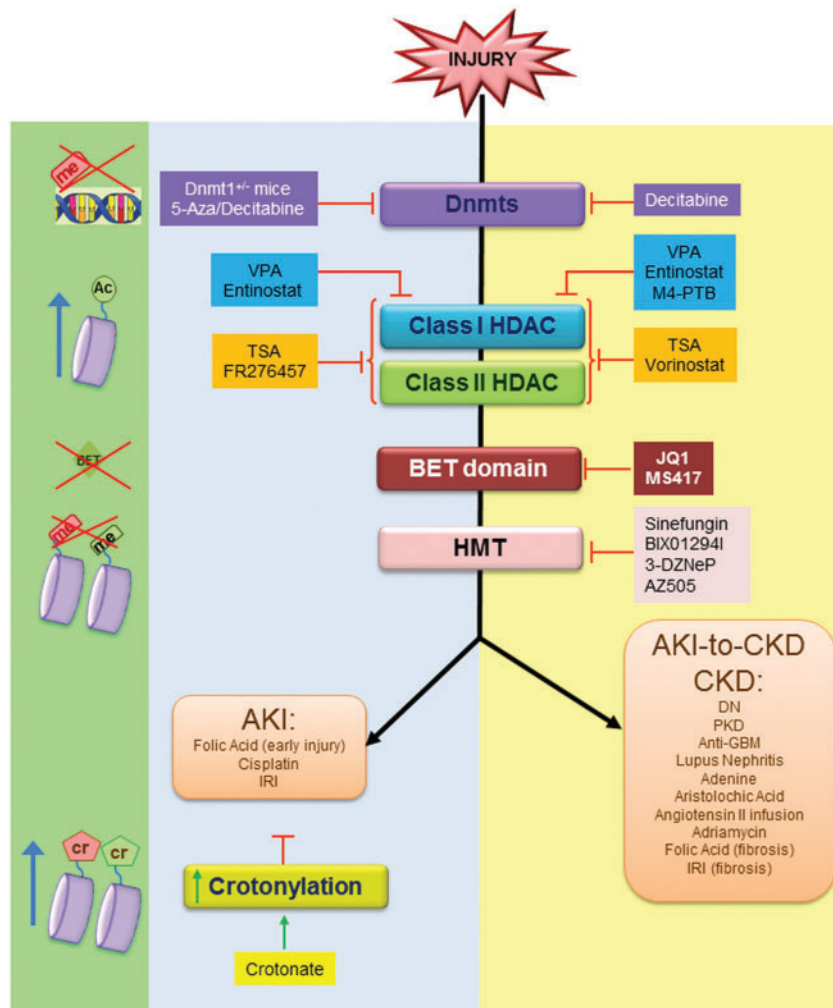 INJURY
me
Dnmt1+/- mice
5-Aza/Decitabine
Dnmts
Decitabine
VPA
Entinostat
VPA
Entinostat
M4-PTB
Ac
Class I HDAC
TSA
FR276457
TSA
Vorinostat
Class II HDAC
BET
BET domain
JQ1
MS417
me
me
HMT
Sinefungin
BIX01294I
3-DZNeP
AZ505
AKI:
Folic Acid (early injury)
Cisplatin
IRI
AKI-to-CKD
CKD:
DN
PKD
Anti-GBM
Lupus Nephritis
Adenine
Aristolochic Acid
Angiotensin II infusion
Adriamycin
Folic Acid (fibrosis)
IRI (fibrosis)
cr
cr
Crotonylation
Crotonate